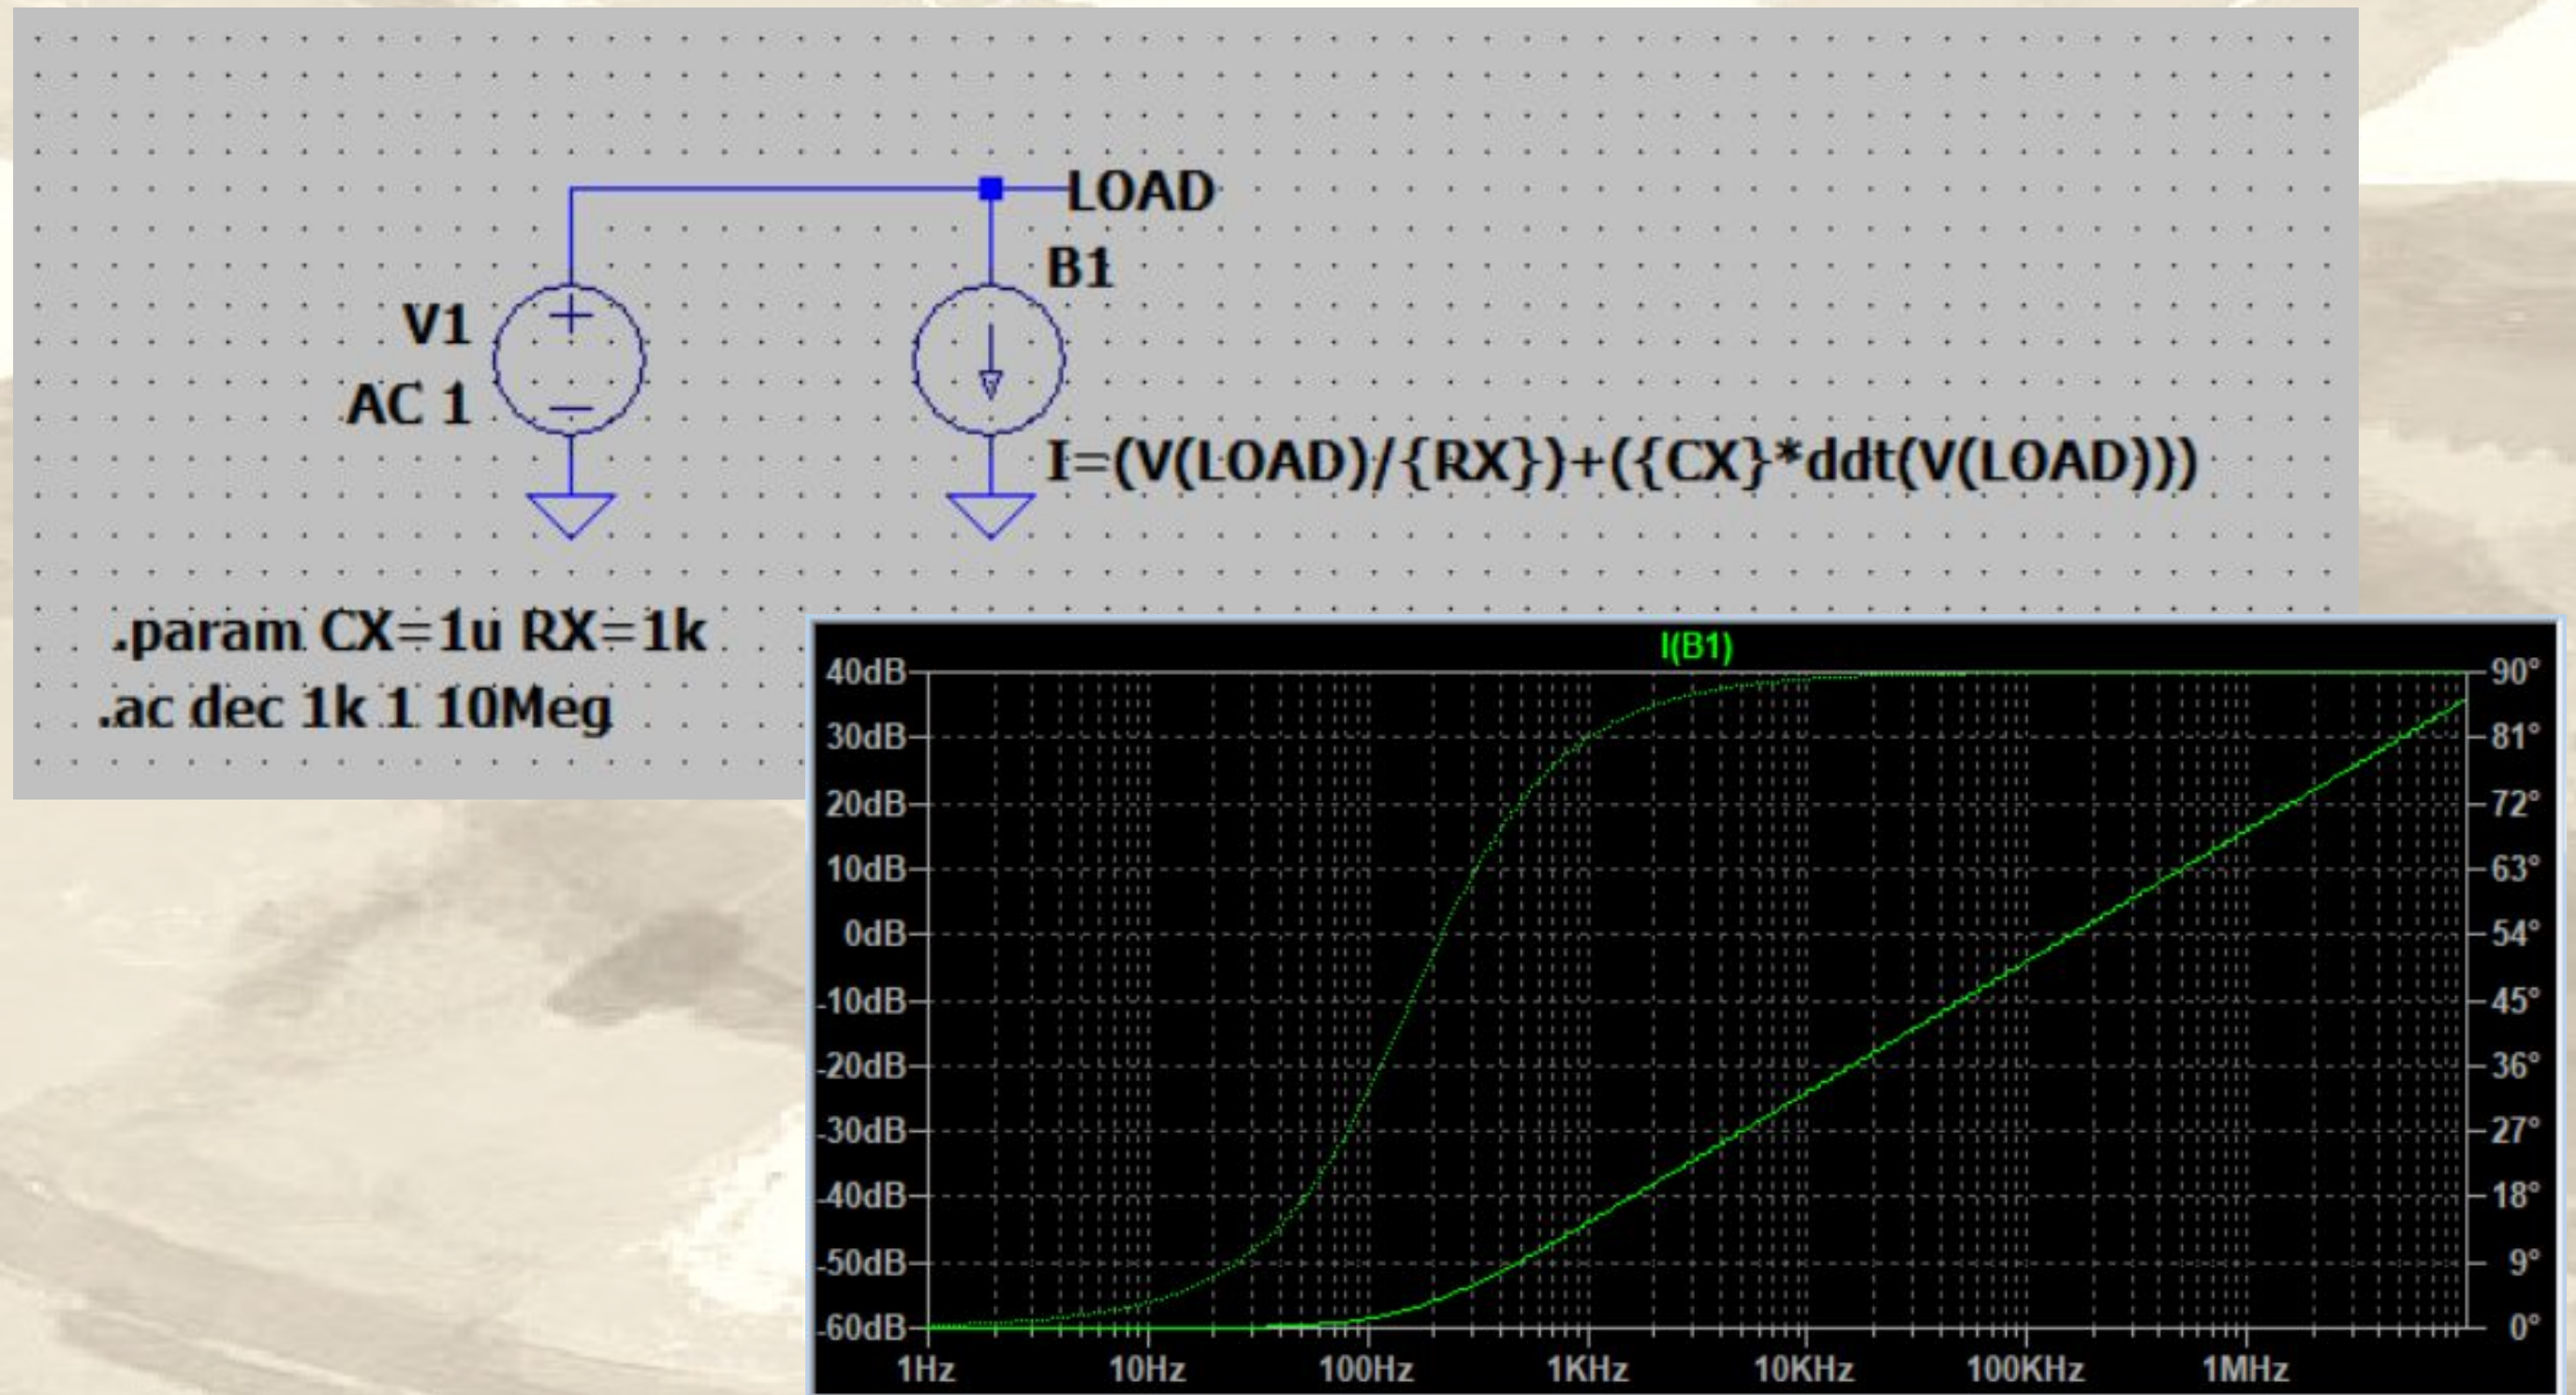 LOAD
B1
V1
AC 1
I=(V(LOAD)/{RX})+({CX}*ddt(V(LOAD)))
.param CX=1u RX=1k
.ac dec 1k 1 10Meg
I(B1)
40dB 90°
30dB 81°
20dB 72°
10dB 63°
0dB 54°
-10dB 45°
-20dB 36°
-30dB 27°
-40dB 18°
-50dB 9°
-60dB 0°
1Hz 10Hz 100Hz 1KHz 10KHz 100KHz 1MHz